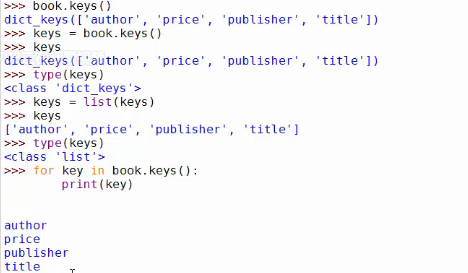 >>> book.keys()
dict_keys(['author', 'price', 'publisher', 'title'])
>>> keys = book.keys()
>>> keys
dict_keys(['author', 'price', 'publisher', 'title'])
>>> type(keys)
<class 'dict_keys'>
>>> keys = list(keys)
>>> keys
['author', 'price', 'publisher', 'title']
>>> type(keys)
<class 'list'>
>>> for key in book.keys():
        print(key)
author
price
publisher
title